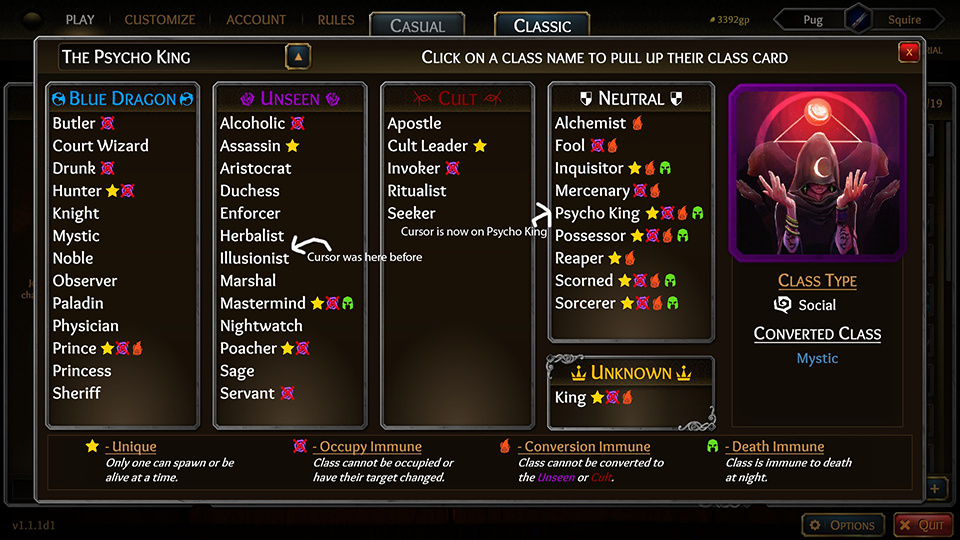 PLAY CUSTOMIZE ACCOUNT RULES CASUAL CLASSIC 3392gp Pug Squire
THE PSYCHO KING
CLICK ON A CLASS NAME TO PULL UP THEIR CLASS CARD
X
/19
BLUE DRAGON
Butler
Court Wizard
Drunk
Hunter
Knight
Mystic
Noble
Observer
Paladin
Physician
Prince
Princess
Sheriff
UNSEEN
Alcoholic
Assassin
Aristocrat
Duchess
Enforcer
Herbalist
Illusionist
Marshal
Mastermind
Nightwatch
Poacher
Sage
Servant
Cursor was here before
CULT
Apostle
Cult Leader
Invoker
Ritualist
Seeker
Cursor is now on Psycho King
NEUTRAL
Alchemist
Fool
Inquisitor
Mercenary
Psycho King
Possessor
Reaper
Scorned
Sorcerer
UNKNOWN
King
CLASS TYPE
Social
CONVERTED CLASS
Mystic
- Unique
Only one can spawn or be
alive at a time.
- Occupy Immune
Class cannot be occupied or
have their target changed.
- Conversion Immune
Class cannot be converted to
the Unseen or Cult.
- Death Immune
Class is immune to death
at night.
+
v1.1.1d1
OPTIONS
QUIT